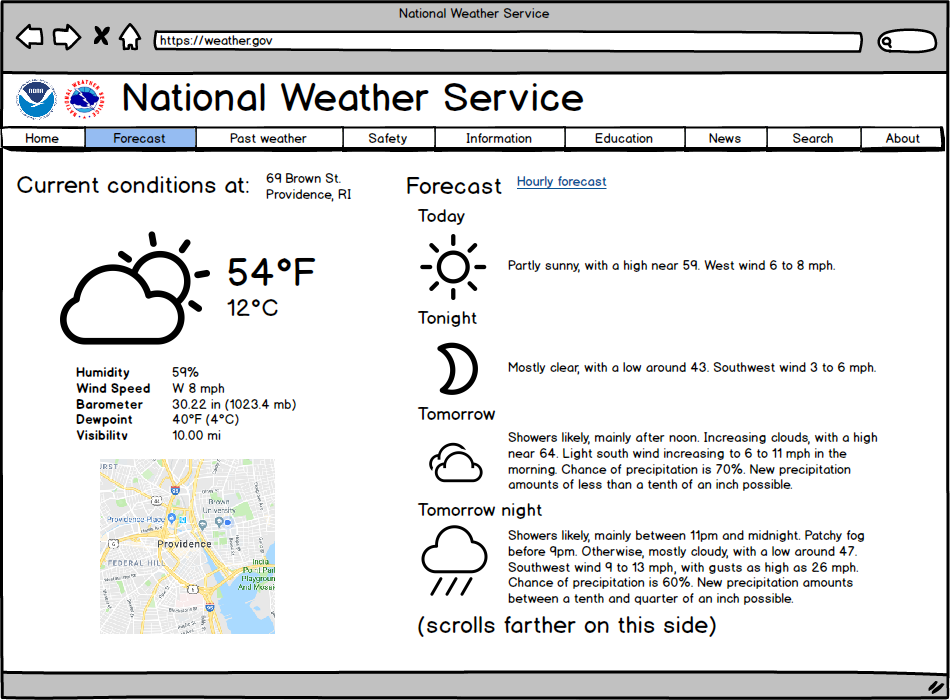 National Weather Service
https://weather.gov
NOAA
NATIONAL WEATHER SERVICE
National Weather Service
Home Forecast Past weather Safety Information Education News Search About
Current conditions at: 69 Brown St.
Providence, RI
54°F
12°C
Humidity 59%
Wind Speed W 8 mph
Barometer 30.22 in (1023.4 mb)
Dewpoint 40°F (4°C)
Visibility 10.00 mi
Brown
University
Providence Place
Providence
FEDERAL HILL
India
Point Park
Playground
And Mosaic
Forecast Hourly forecast
Today
Partly sunny, with a high near 59. West wind 6 to 8 mph.
Tonight
Mostly clear, with a low around 43. Southwest wind 3 to 6 mph.
Tomorrow
Showers likely, mainly after noon. Increasing clouds, with a high
near 64. Light south wind increasing to 6 to 11 mph in the
morning. Chance of precipitation is 70%. New precipitation
amounts of less than a tenth of an inch possible.
Tomorrow night
Showers likely, mainly between 11pm and midnight. Patchy fog
before 9pm. Otherwise, mostly cloudy, with a low around 47.
Southwest wind 9 to 13 mph, with gusts as high as 26 mph.
Chance of precipitation is 60%. New precipitation amounts
between a tenth and quarter of an inch possible.
(scrolls farther on this side)